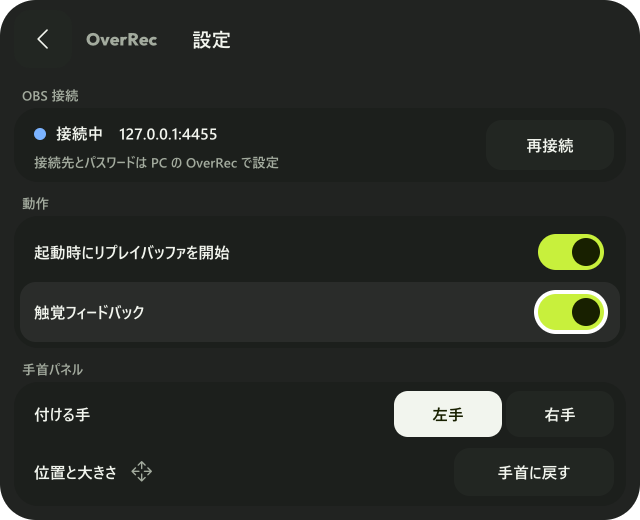 OverRec 設定
OBS 接続
接続中 127.0.0.1:4455
再接続
接続先とパスワードは PC の OverRec で設定
動作
起動時にリプレイバッファを開始
触覚フィードバック
手首パネル
付ける手
左手
右手
位置と大きさ
手首に戻す